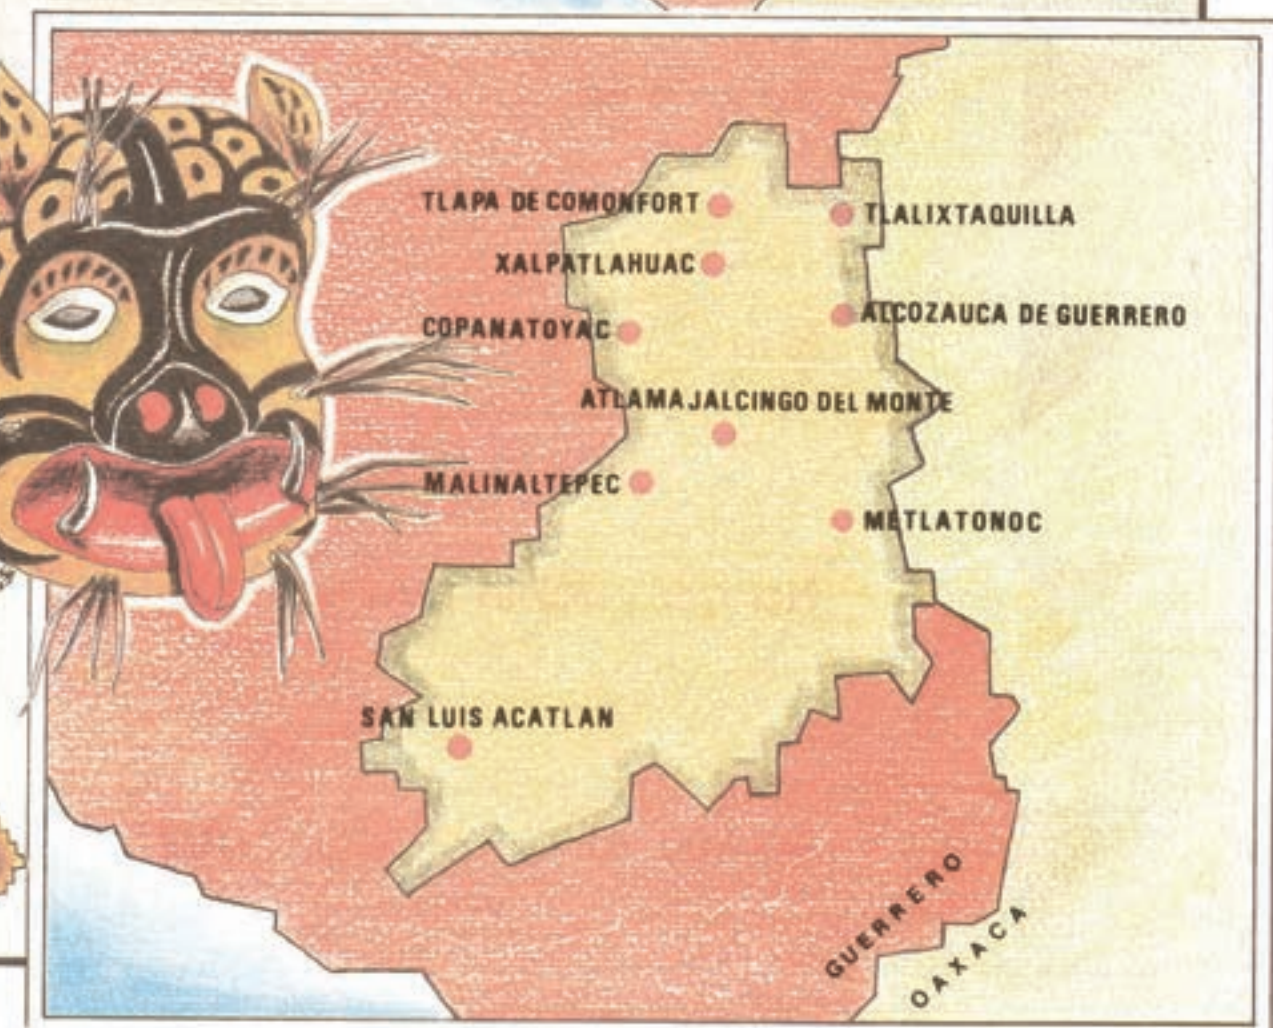 TLAPA DE COMONFORT
TLALIXTAQUILLA
XALPATLAHUAC
ALCOZAUCA DE GUERRERO
COPANATOYAC
ATLAMAJALCINGO DEL MONTE
MALINALTEPEC
METLATONOC
SAN LUIS ACATLAN
GUERRERO
OAXACA